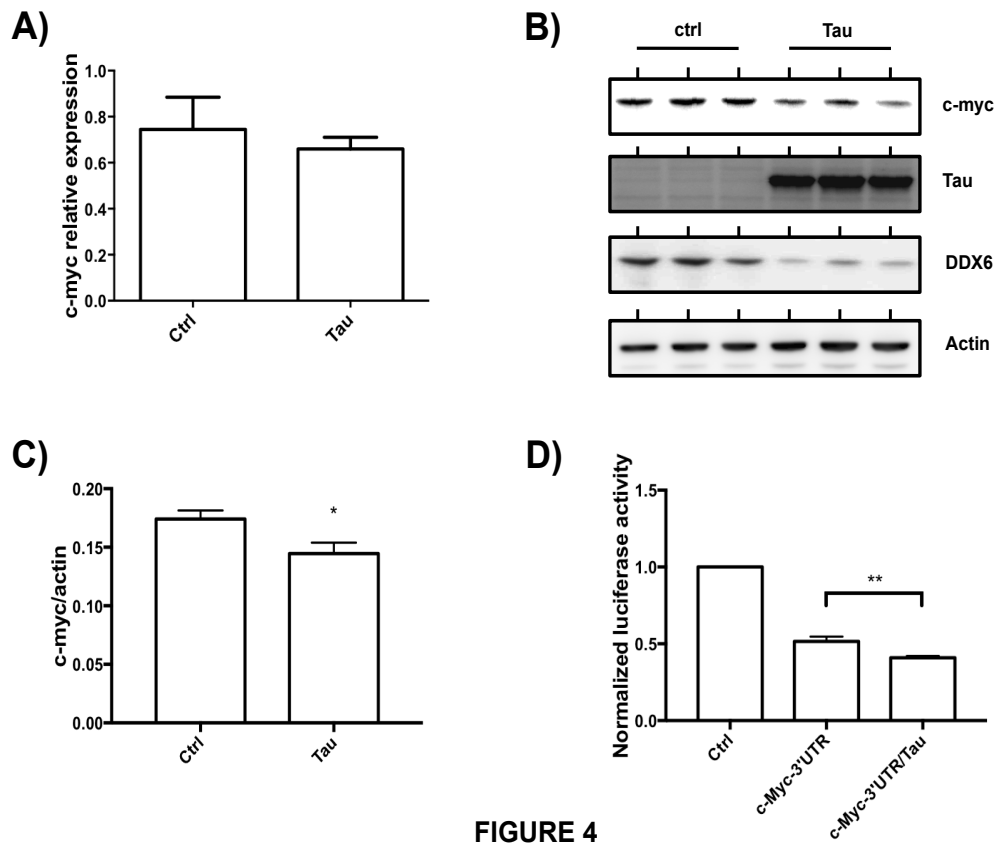 A)
c-myc relative expression
1.0
0.8
0.6
0.4
0.2
0.0
Ctrl
Tau
B)
ctrl Tau
c-myc
Tau
DDX6
Actin
C)
c-myc/actin
0.20
0.15
0.10
0.05
0.00
*
Ctrl
Tau
D)
Normalized luciferase activity
1.5
1.0
0.5
0.0
**
Ctrl
c-Myc-3'UTR
c-Myc-3'UTR/Tau
FIGURE 4